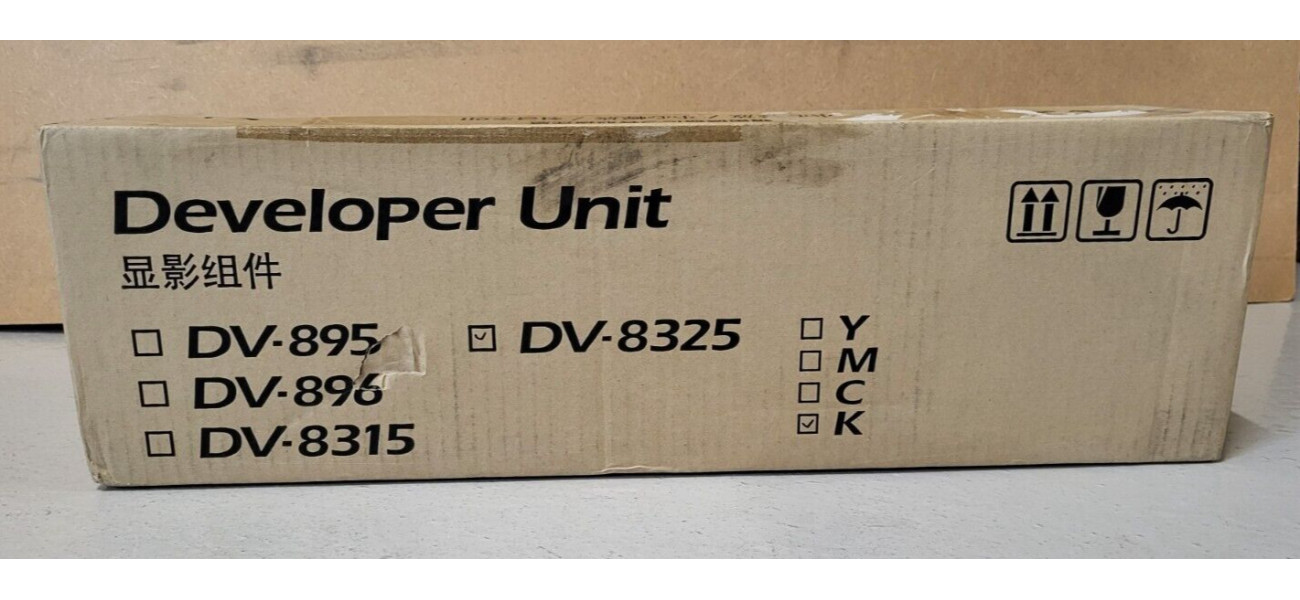 Developer Unit
显影组件
DV-895
DV-896
DV-8315
DV-8325
Y
M
C
K